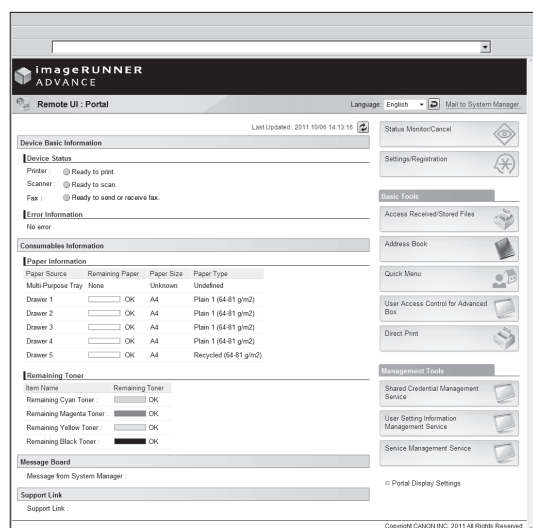 imageRUNNER
ADVANCE
Remote UI : Portal
Language: English Mail to System Manager
Last Updated : 2011 10/06 14:13:16
Device Basic Information
Device Status
Printer : Ready to print.
Scanner : Ready to scan.
Fax : Ready to send or receive fax.
Error Information
No error
Consumables Information
Paper Information
Paper Source Remaining Paper Paper Size Paper Type
Multi-Purpose Tray None Unknown Undefined
Drawer 1 OK A4 Plain 1 (64-81 g/m2)
Drawer 2 OK A4 Plain 1 (64-81 g/m2)
Drawer 3 OK A4 Plain 1 (64-81 g/m2)
Drawer 4 OK A4 Plain 1 (64-81 g/m2)
Drawer 5 OK A4 Recycled (64-81 g/m2)
Remaining Toner
Item Name Remaining Toner
Remaining Cyan Toner : OK
Remaining Magenta Toner : OK
Remaining Yellow Toner : OK
Remaining Black Toner : OK
Message Board
Message from System Manager :
Support Link
Support Link :
Status Monitor/Cancel
Settings/Registration
Basic Tools
Access Received/Stored Files
Address Book
Quick Menu
User Access Control for Advanced
Box
Direct Print
Management Tools
Shared Credential Management
Service
User Setting Information
Management Service
Service Management Service
Portal Display Settings
Copyright CANON INC. 2011 All Rights Reserved